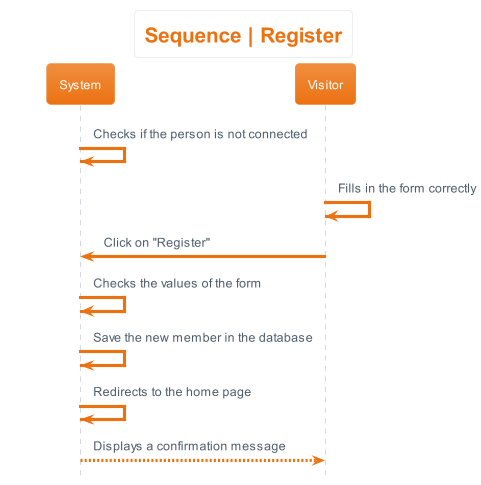 Sequence | Register
System
Visitor
Checks if the person is not connected
Fills in the form correctly
Click on "Register"
Checks the values of the form
Save the new member in the database
Redirects to the home page
Displays a confirmation message